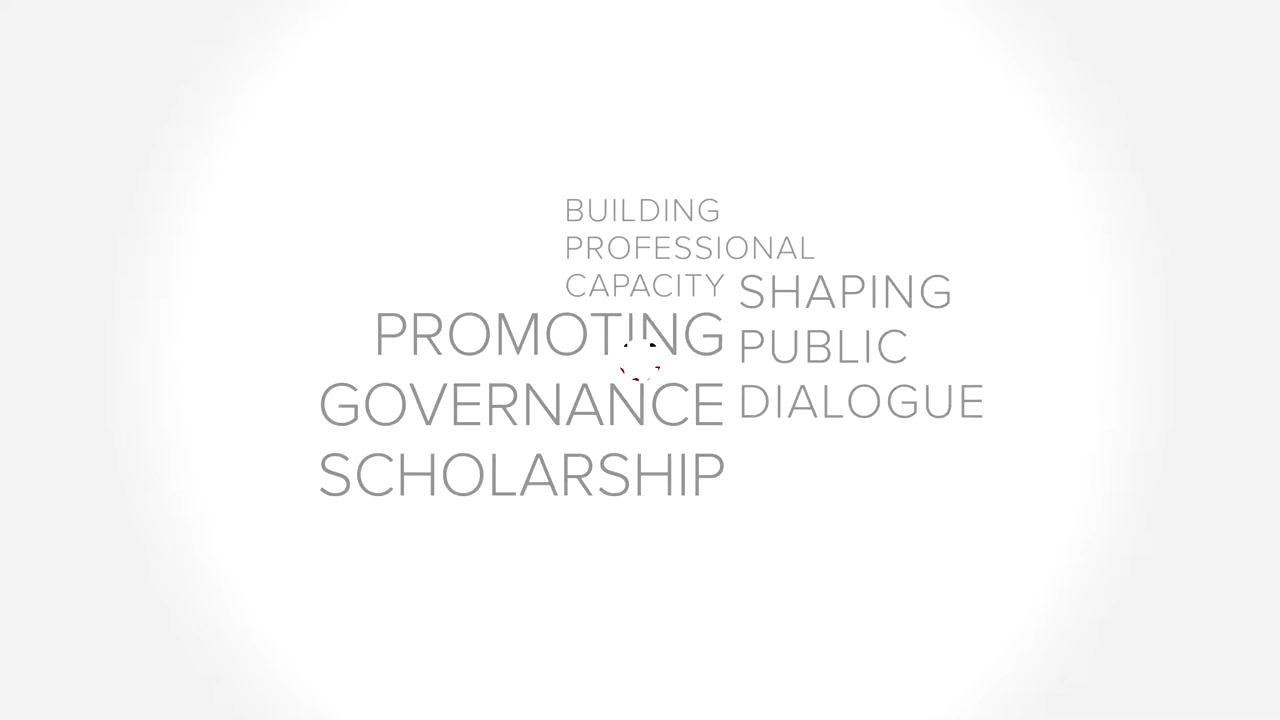 BUILDING
PROFESSIONAL
CAPACITY
SHAPING
PUBLIC
DIALOGUE
PROMOTING
GOVERNANCE
SCHOLARSHIP